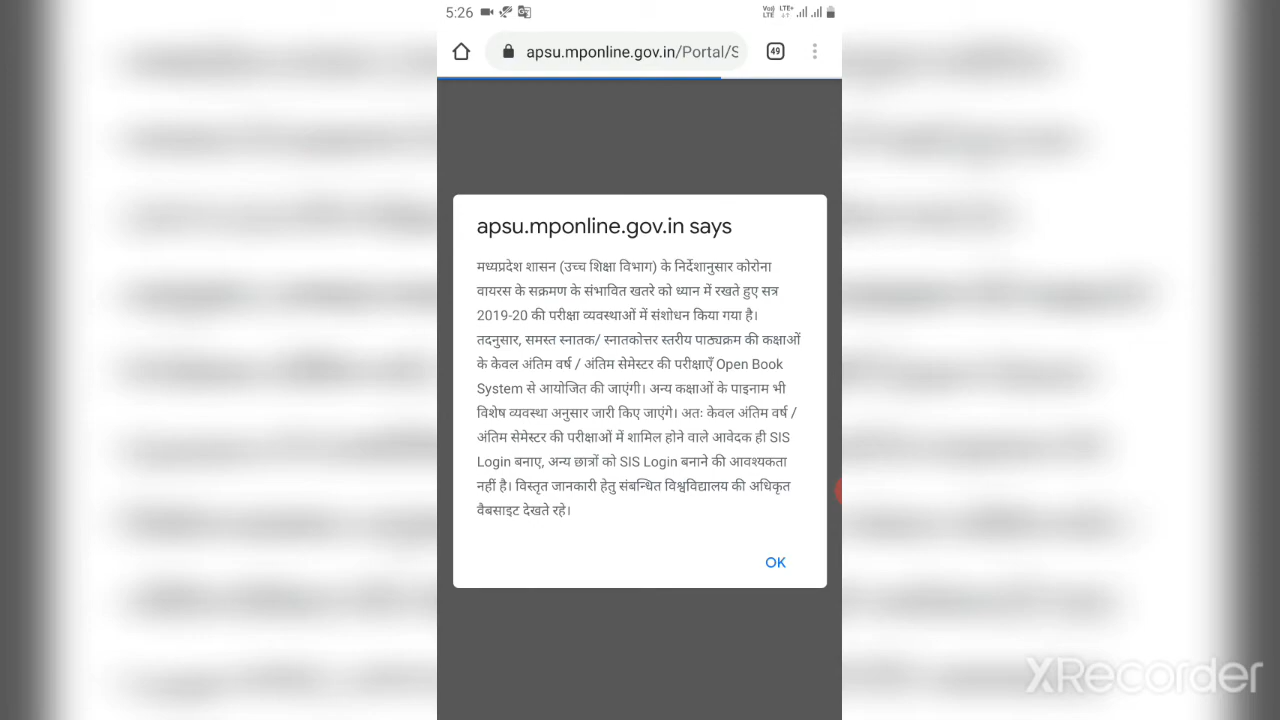 5:26
Vo)) LTE LTE+
apsu.mponline.gov.in/Portal/S
49
apsu.mponline.gov.in says
मध्यप्रदेश शासन (उच्च शिक्षा विभाग) के निर्देशानुसार कोरोना
वायरस के सक्रमण के संभावित खतरे को ध्यान में रखते हुए सत्र
2019-20 की परीक्षा व्यवस्थाओं में संशोधन किया गया है।
तदनुसार, समस्त स्नातक/ स्नातकोत्तर स्तरीय पाठ्यक्रम की कक्षाओं
के केवल अंतिम वर्ष / अंतिम सेमेस्टर की परीक्षाएँ Open Book
System से आयोजित की जाएंगी। अन्य कक्षाओं के पाइनाम भी
विशेष व्यवस्था अनुसार जारी किए जाएंगे। अतः केवल अंतिम वर्ष /
अंतिम सेमेस्टर की परीक्षाओं में शामिल होने वाले आवेदक ही SIS
Login बनाए, अन्य छात्रों को SIS Login बनाने की आवश्यकता
नहीं है। विस्तृत जानकारी हेतु संबन्धित विश्वविद्यालय की अधिकृत
वैबसाइट देखते रहे।
OK
XRecorder